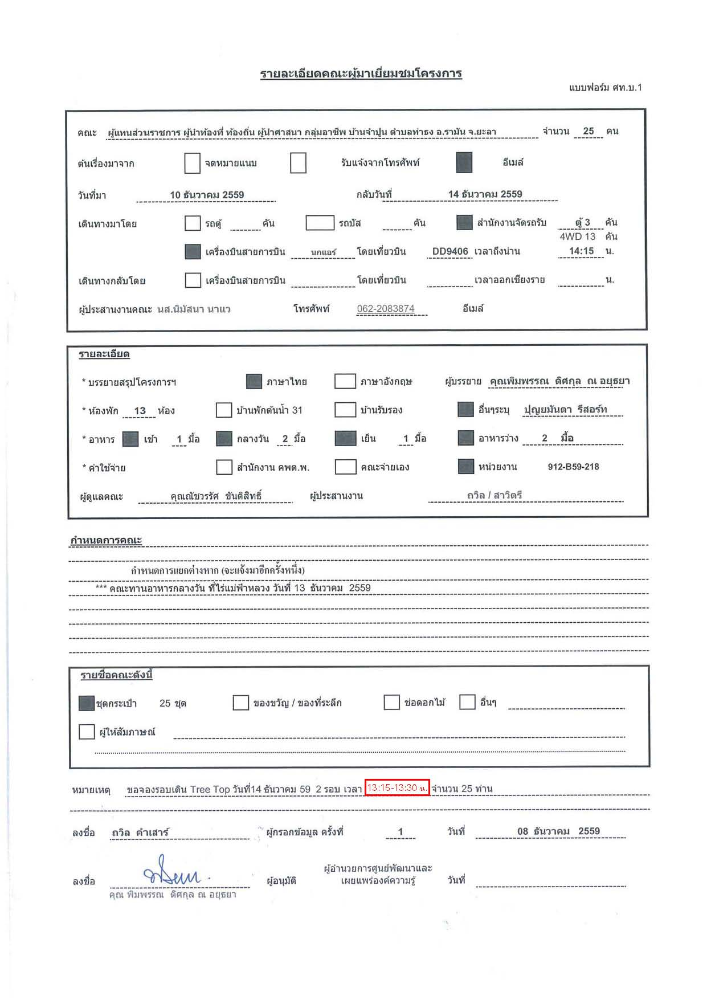 รายละเอียดคณะผู้มาเยี่ยมชมโครงการ
แบบฟอร์ม ศท.บ.1
คณะ ผู้แทนส่วนราชการ ผู้นำท้องที่ ท้องถิ่น ผู้นำศาสนา กลุ่มอาชีพ บ้านจำปูน ตำบลท่าธง อ.รามัน จ.ยะลา จำนวน 25 คน
ต้นเรื่องมาจาก จดหมายแนบ รับแจ้งจากโทรศัพท์ อีเมล์
วันที่มา 10 ธันวาคม 2559 กลับวันที่ 14 ธันวาคม 2559
เดินทางมาโดย รถตู้ คัน รถบัส คัน สำนักงานจัดรถรับ ตู้ 3 คัน
4WD 13 คัน
เครื่องบินสายการบิน นกแอร์ โดยเที่ยวบิน DD9406 เวลาถึงน่าน 14:15 น.
เดินทางกลับโดย เครื่องบินสายการบิน โดยเที่ยวบิน เวลาออกเชียงราย น.
ผู้ประสานงานคณะ นส.นิมัสนา นาแว โทรศัพท์ 062-2083874 อีเมล์
รายละเอียด
* บรรยายสรุปโครงการฯ ภาษาไทย ภาษาอังกฤษ ผู้บรรยาย คุณพิมพรรณ ดิศกุล ณ อยุธยา
* ห้องพัก 13 ห้อง บ้านพักต้นน้ำ 31 บ้านรับรอง อื่นๆระบุ ปุญยมันตา รีสอร์ท
* อาหาร เช้า 1 มื้อ กลางวัน 2 มื้อ เย็น 1 มื้อ อาหารว่าง 2 มื้อ
* ค่าใช้จ่าย สำนักงาน คพต.พ. คณะจ่ายเอง หน่วยงาน 912-B59-218
ผู้ดูแลคณะ คุณณัชวรรัศ ขันติสิทธิ์ ผู้ประสานงาน ถวิล / สาวิตรี
กำหนดการคณะ
กำหนดการแยกต่างหาก (จะแจ้งมาอีกครั้งหนึ่ง)
*** คณะทานอาหารกลางวัน ที่ไร่แม่ฟ้าหลวง วันที่ 13 ธันวาคม 2559
รายชื่อคณะดังนี้
ชุดกระเป๋า 25 ชุด ของขวัญ / ของที่ระลึก ช่อดอกไม้ อื่นๆ
ผู้ให้สัมภาษณ์
หมายเหตุ ขอจองรอบเดิน Tree Top วันที่14 ธันวาคม 59 2 รอบ เวลา 13:15-13:30 น. จำนวน 25 ท่าน
ลงชื่อ ถวิล คำเสาร์ ผู้กรอกข้อมูล ครั้งที่ 1 วันที่ 08 ธันวาคม 2559
ผู้อำนวยการศูนย์พัฒนาและ
ลงชื่อ ผู้อนุมัติ เผยแพร่องค์ความรู้ วันที่
คุณ พิมพรรณ ดิศกุล ณ อยุธยา